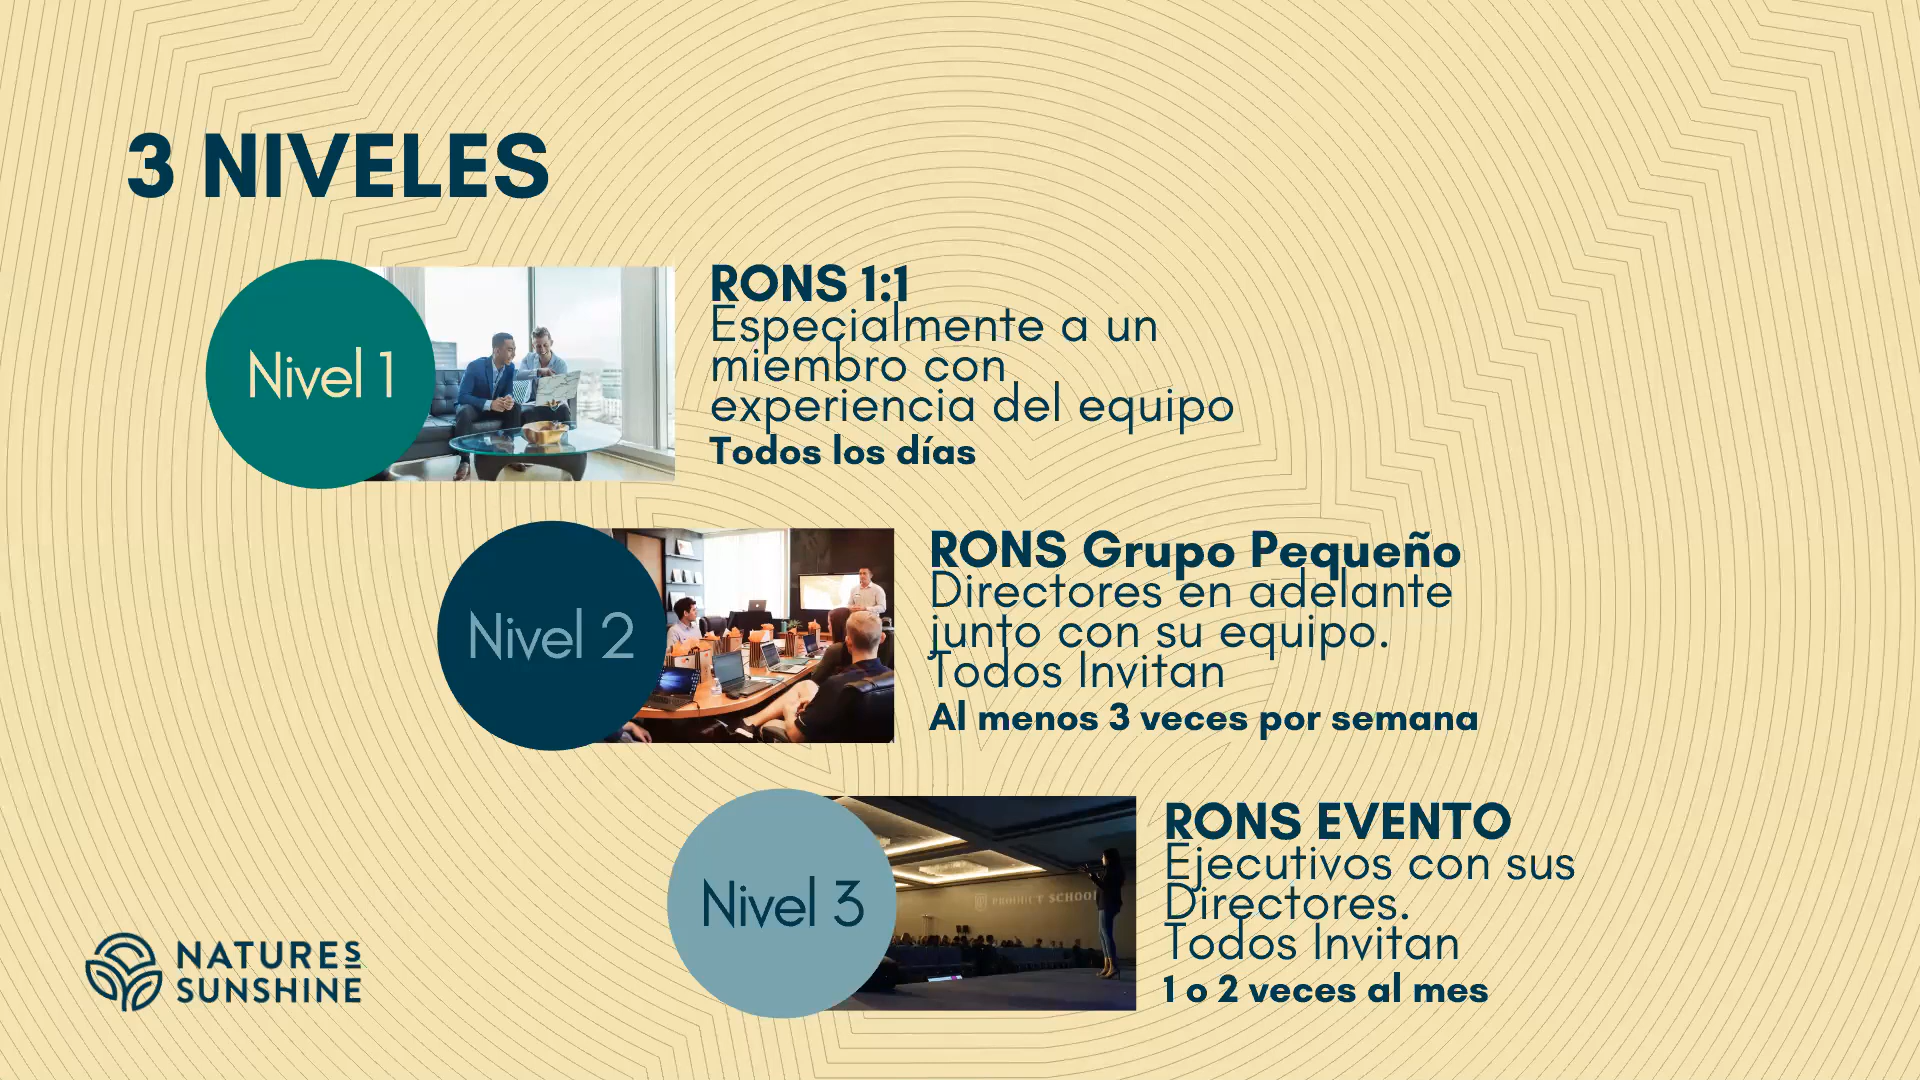 3 NIVELES
Nivel 1
RONS 1:1
Especialmente a un
miembro con
experiencia del equipo
Todos los días
Nivel 2
RONS Grupo Pequeño
Directores en adelante
junto con su equipo.
Todos Invitan
Al menos 3 veces por semana
Nivel 3
PRODUCT SCHOOL
RONS EVENTO
Ejecutivos con sus
Directores.
Todos Invitan
1 o 2 veces al mes
NATURES
SUNSHINE